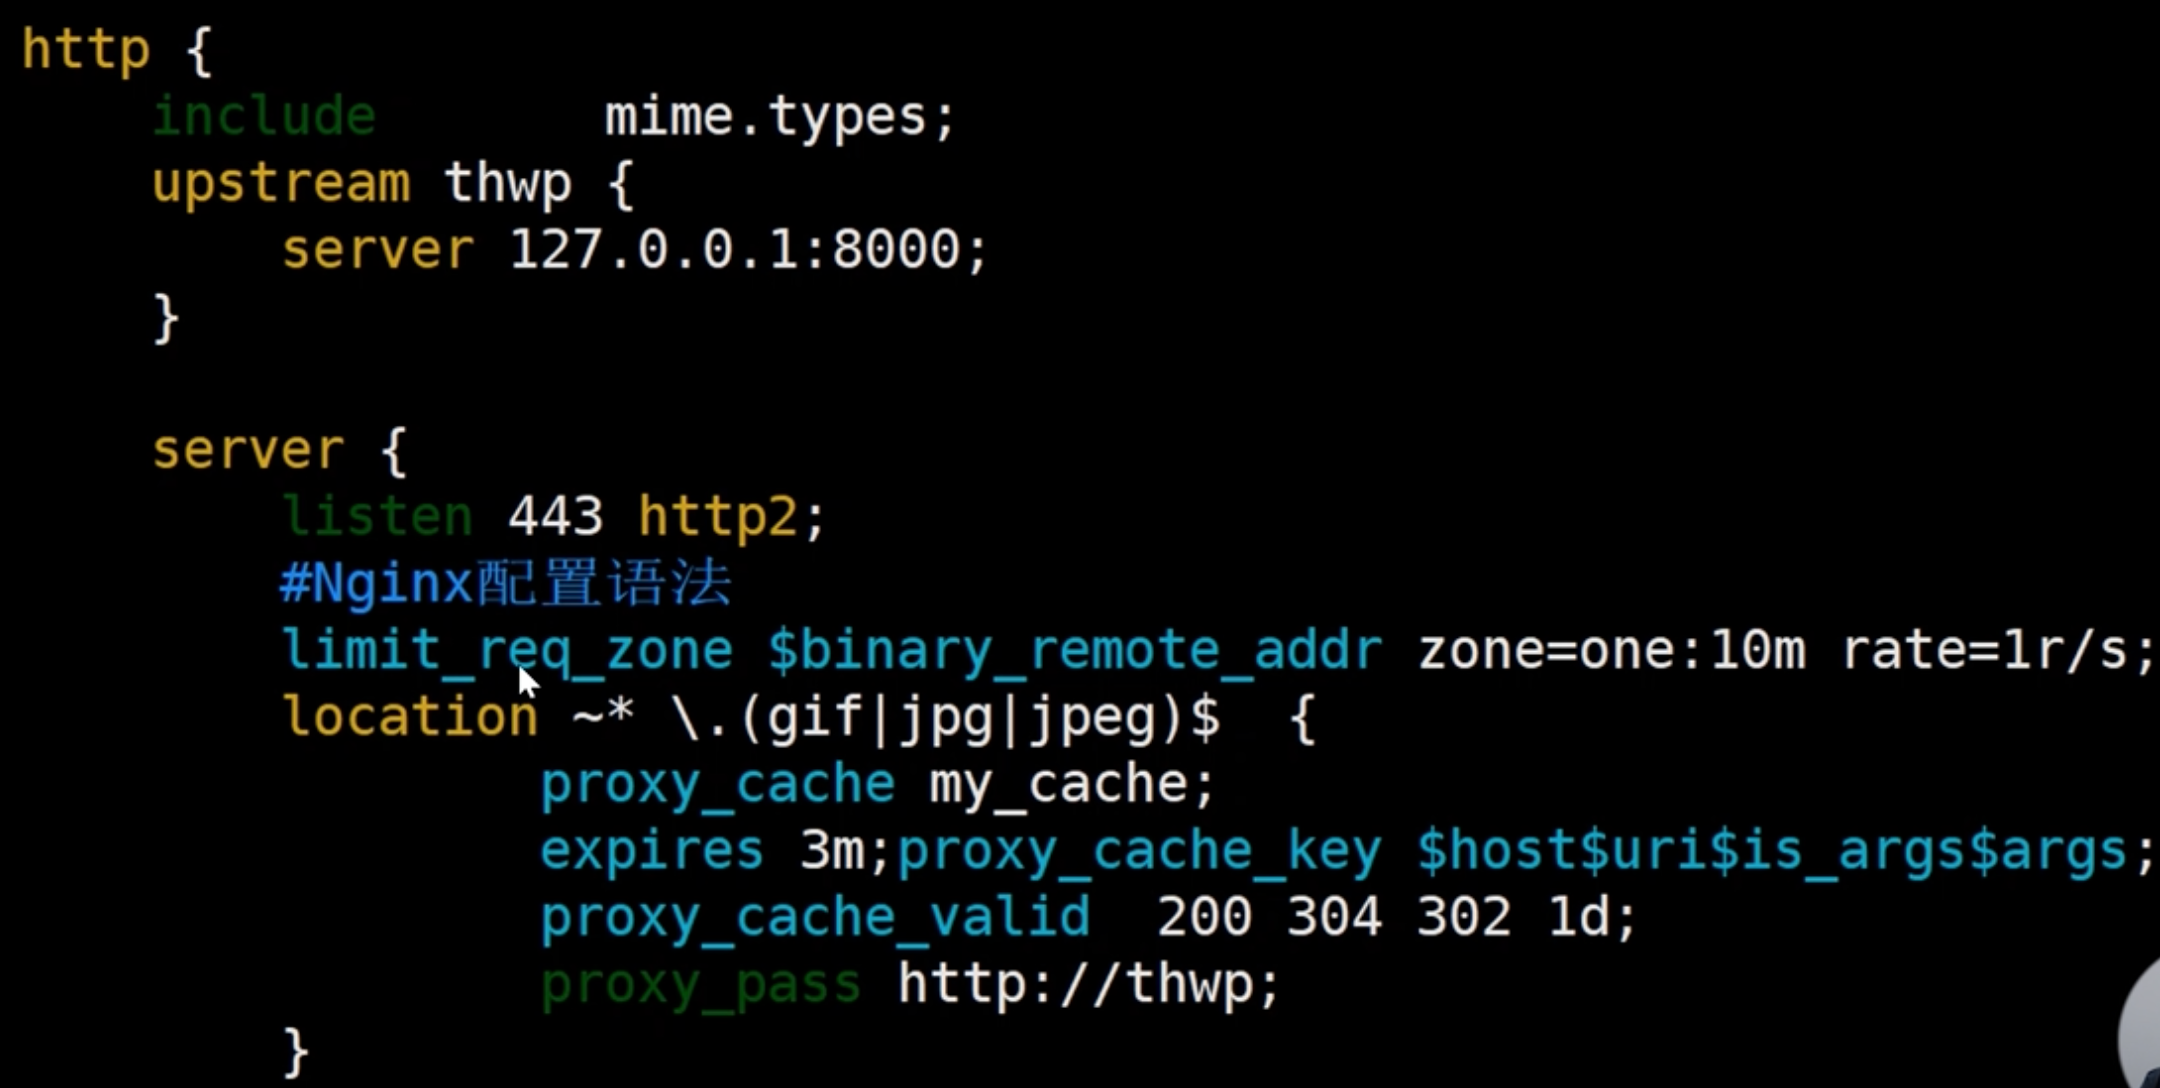 http {
    include       mime.types;
    upstream thwp {
        server 127.0.0.1:8000;
    }

    server {
        listen 443 http2;
        #Nginx配置语法
        limit_req_zone $binary_remote_addr zone=one:10m rate=1r/s;
        location ~* \.(gif|jpg|jpeg)$  {
                proxy_cache my_cache;
                expires 3m;proxy_cache_key $host$uri$is_args$args;
                proxy_cache_valid  200 304 302 1d;
                proxy_pass http://thwp;
        }